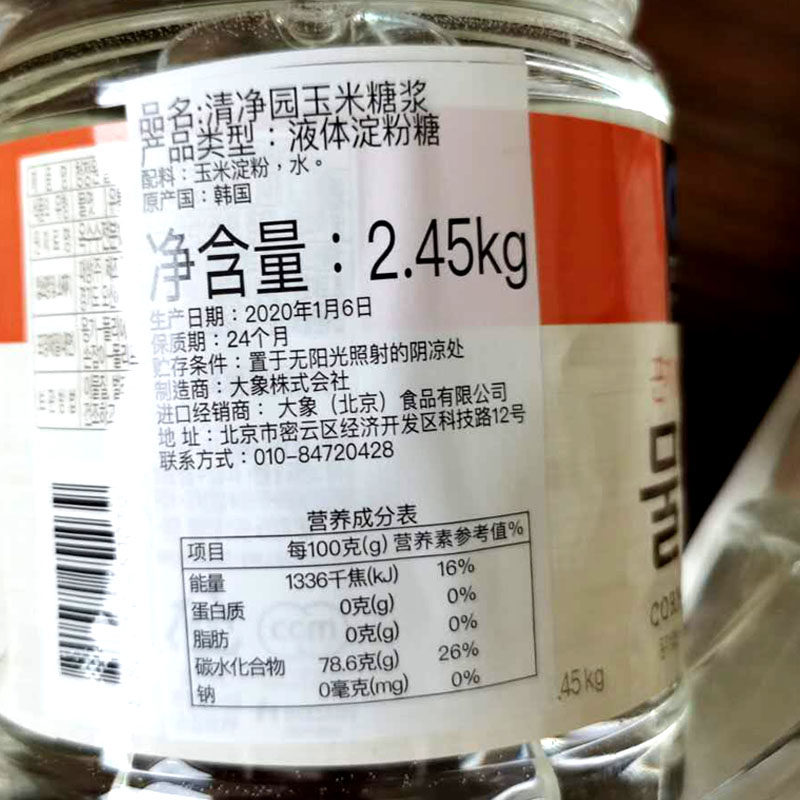 品名:清净园玉米糖浆
产品类型：液体淀粉糖
配料：玉米淀粉，水。
原产国：韩国
净含量：2.45kg
生产日期：2020年1月6日
保质期：24个月
贮存条件：置于无阳光照射的阴凉处
制造商：大象株式会社
进口经销商： 大象（北京）食品有限公司
地 址：北京市密云区经济开发区科技路12号
联系方式：010-84720428
营养成分表
项目 每100克(g) 营养素参考值%
能量 1336千焦(kJ) 16%
蛋白质 0克(g) 0%
脂肪 0克(g) 0%
碳水化合物 78.6克(g) 26%
钠 0毫克(mg) 0%
ccm
.45kg
물